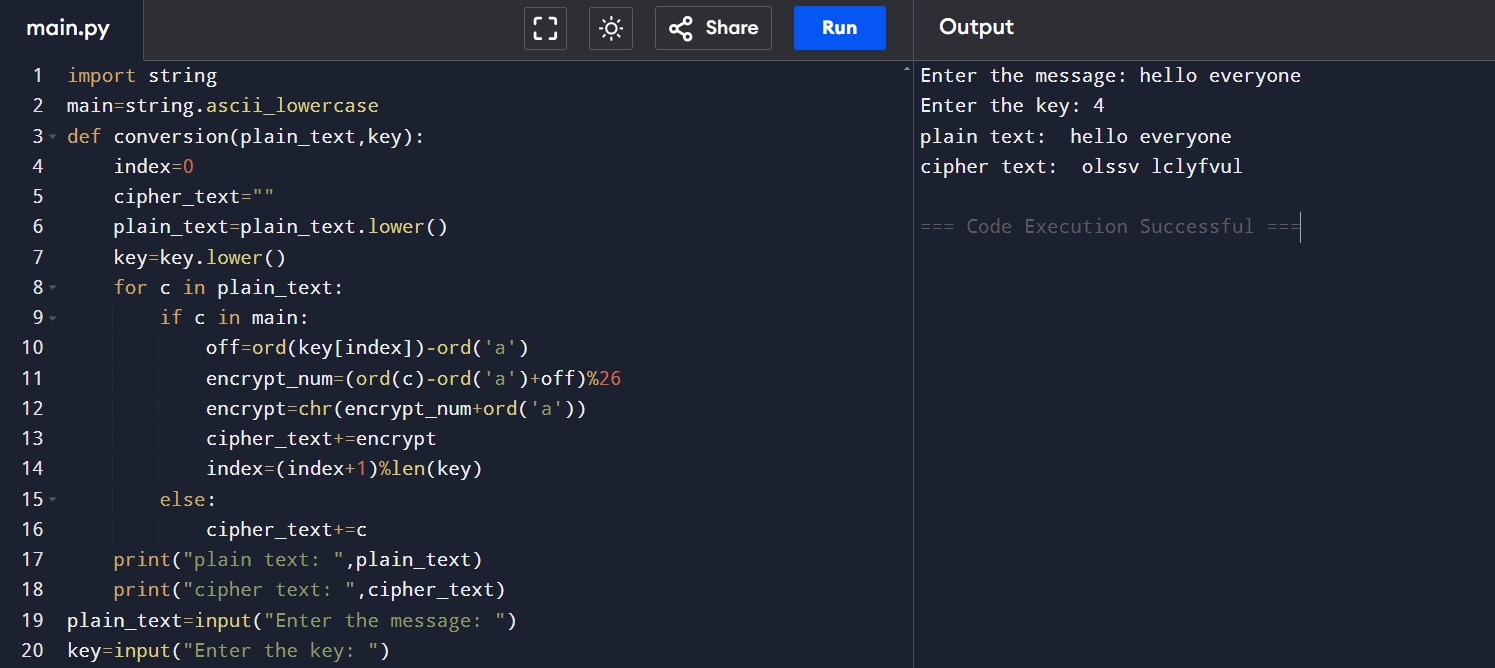 main.py
Share
Run
Output
1 import string
2 main=string.ascii_lowercase
3 def conversion(plain_text,key):
4     index=0
5     cipher_text=""
6     plain_text=plain_text.lower()
7     key=key.lower()
8     for c in plain_text:
9         if c in main:
10             off=ord(key[index])-ord('a')
11             encrypt_num=(ord(c)-ord('a')+off)%26
12             encrypt=chr(encrypt_num+ord('a'))
13             cipher_text+=encrypt
14             index=(index+1)%len(key)
15         else:
16             cipher_text+=c
17     print("plain text: ",plain_text)
18     print("cipher text: ",cipher_text)
19 plain_text=input("Enter the message: ")
20 key=input("Enter the key: ")
Enter the message: hello everyone
Enter the key: 4
plain text:  hello everyone
cipher text:  olssv lclyfvul
=== Code Execution Successful ===